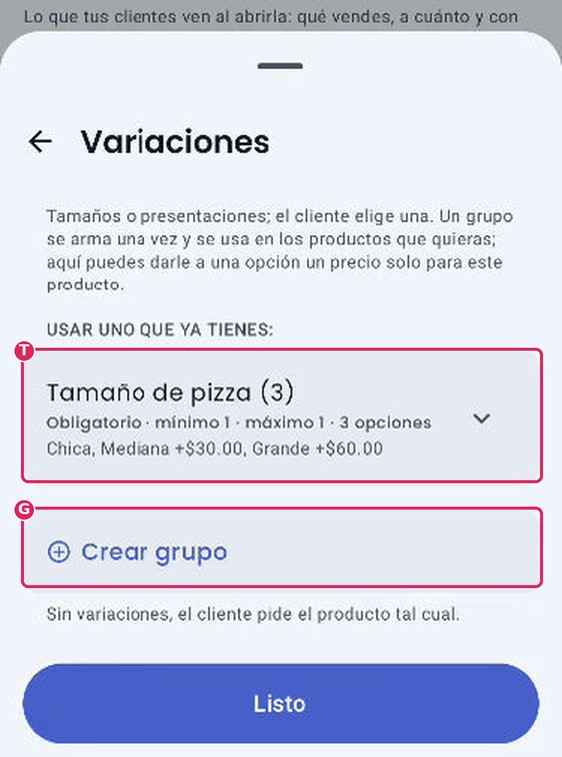 Lo que tus clientes ven al abrirla: qué vendes, a cuánto y con
Variaciones
Tamaños o presentaciones; el cliente elige una. Un grupo
se arma una vez y se usa en los productos que quieras;
aquí puedes darle a una opción un precio solo para este
producto.
USAR UNO QUE YA TIENES:
T
Tamaño de pizza (3)
Obligatorio · mínimo 1 · máximo 1 · 3 opciones
Chica, Mediana +$30.00, Grande +$60.00
G
Crear grupo
Sin variaciones, el cliente pide el producto tal cual.
Listo